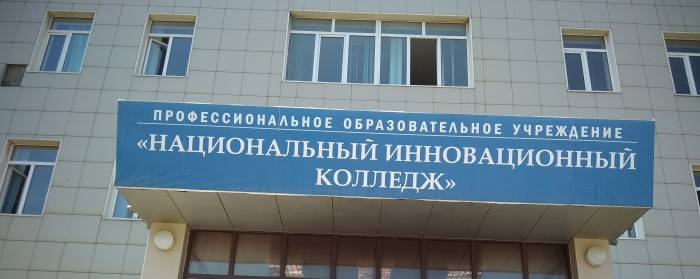 ПРОФЕССИОНАЛЬНОЕ ОБРАЗОВАТЕЛЬНОЕ УЧРЕЖДЕНИЕ
«НАЦИОНАЛЬНЫЙ ИННОВАЦИОННЫЙ
КОЛЛЕДЖ»